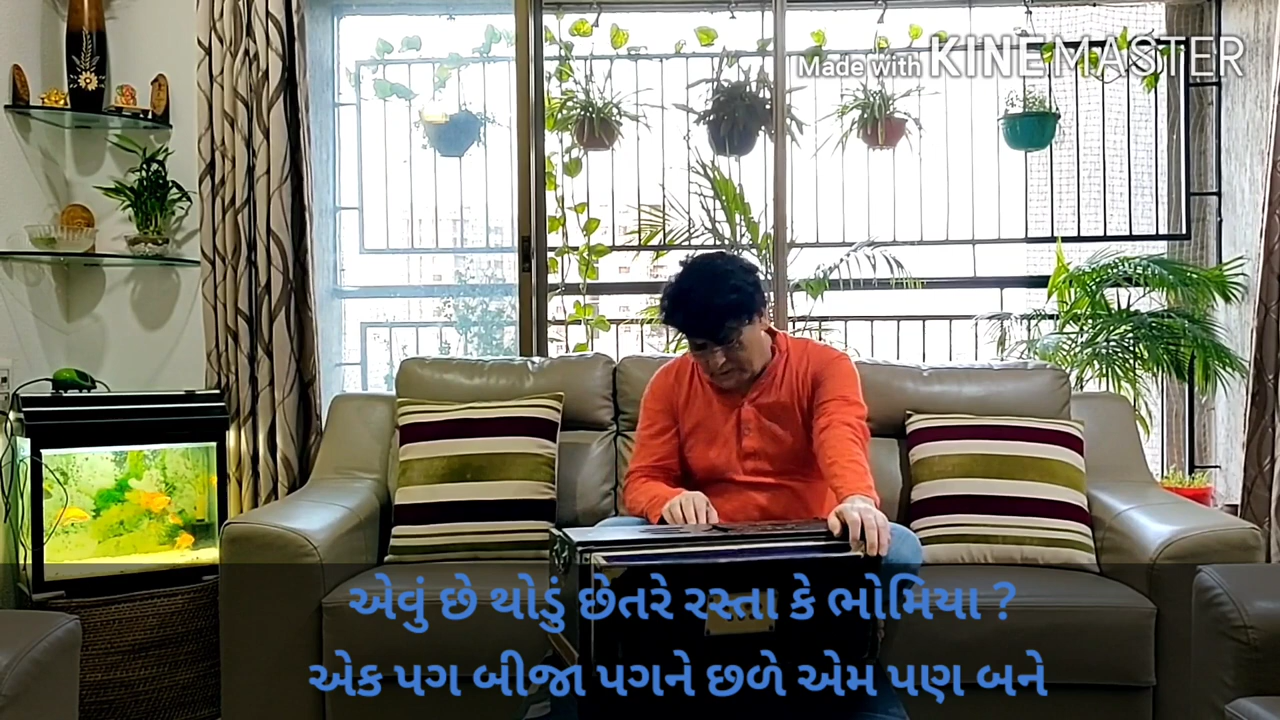 Made with KINEMASTER
એવું છે થોડું છેતરે રસ્તા કે ભોમિયા ?
એક પગ બીજા પગને છળે એમ પણ બને